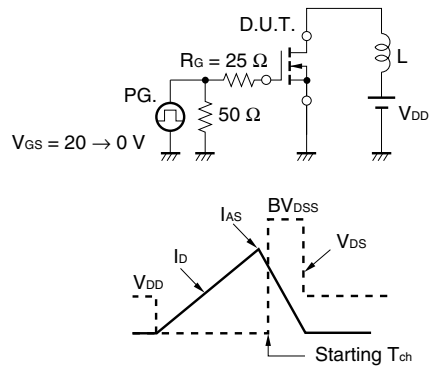 D.U.T.
RG = 25 Ω
L
PG.
50 Ω
VDD
VGS = 20 → 0 V
BVDSS
IAS
ID
VDS
VDD
Starting Tch